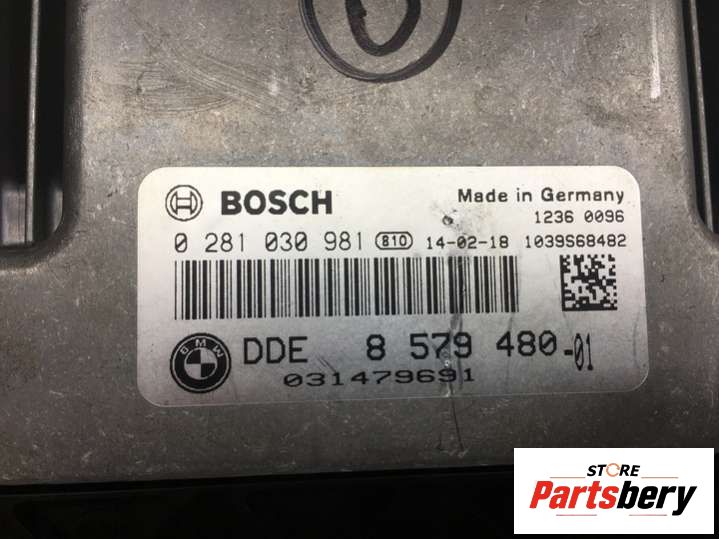 BOSCH Made in Germany
1236 0096
0 281 030 981 810 14-02-18 1039S68482
BMW DDE 8 579 480-01
031479691
STORE
Partsbery